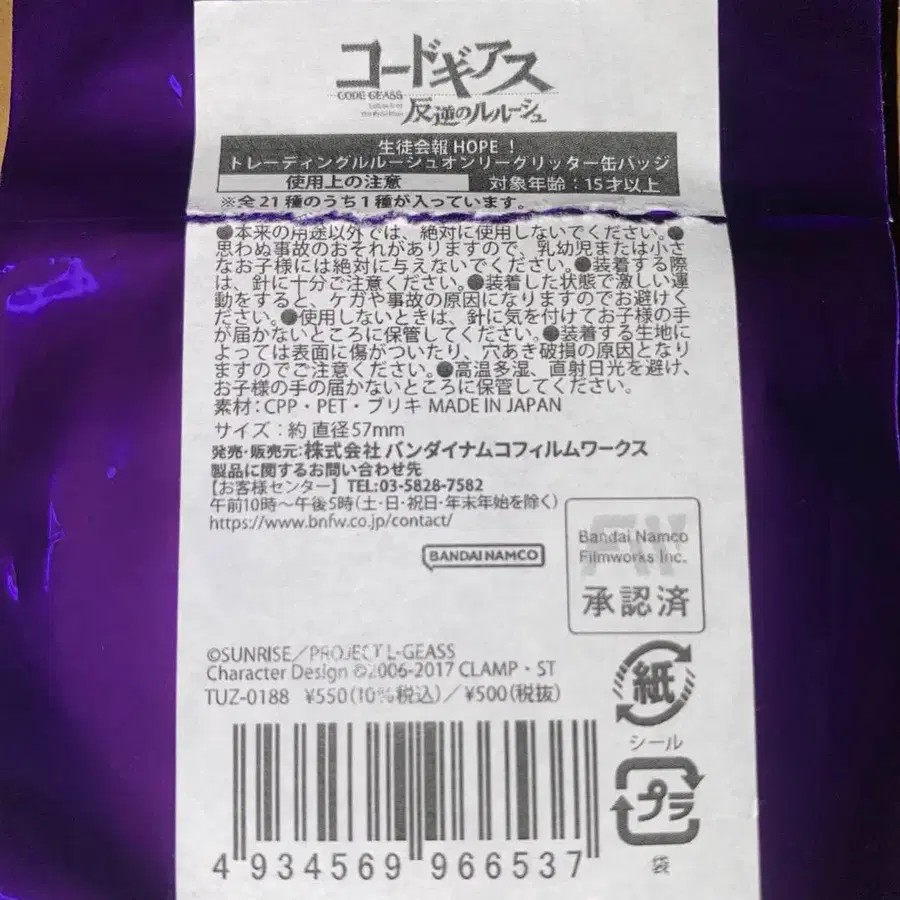 コードギアス
CODE GEASS
反逆のルルーシュ
生徒会報 HOPE！
トレーディングルルーシュオンリーグリッター缶バッジ
使用上の注意
対象年齢：15才以上
※全21種のうち1種が入っています。
●本来の用途以外では、絶対に使用しないでください。●
思わぬ事故のおそれがありますので、乳幼児または小さ
なお子様には絶対に与えないでください。●装着する際
は、針に十分ご注意ください。●装着した状態で激しい運
動をすると、ケガや事故の原因になりますのでお避けく
ださい。●使用しないときは、針に気を付けてお子様の手
が届かないところに保管してください。●装着する生地に
よっては表面に傷がついたり、穴あき破損の原因となり
ますのでご注意ください。●高温多湿、直射日光を避け、
お子様の手の届かないところに保管してください。
素材：CPP・PET・ブリキ MADE IN JAPAN
サイズ：約 直径57mm
発売・販売元：株式会社 バンダイナムコフィルムワークス
製品に関するお問い合わせ先
【お客様センター】TEL:03-5828-7582
午前10時～午後5時（土・日・祝日・年末年始を除く）
https://www.bnfw.co.jp/contact/
BANDAI NAMCO
Bandai Namco
Filmworks Inc.
承認済
©SUNRISE／PROJECT L-GEASS
Character Design ©2006-2017 CLAMP・ST
TUZ-0188 ¥550（10%税込）／¥500（税抜）
紙
シール
プラ
袋
4 934569 966537